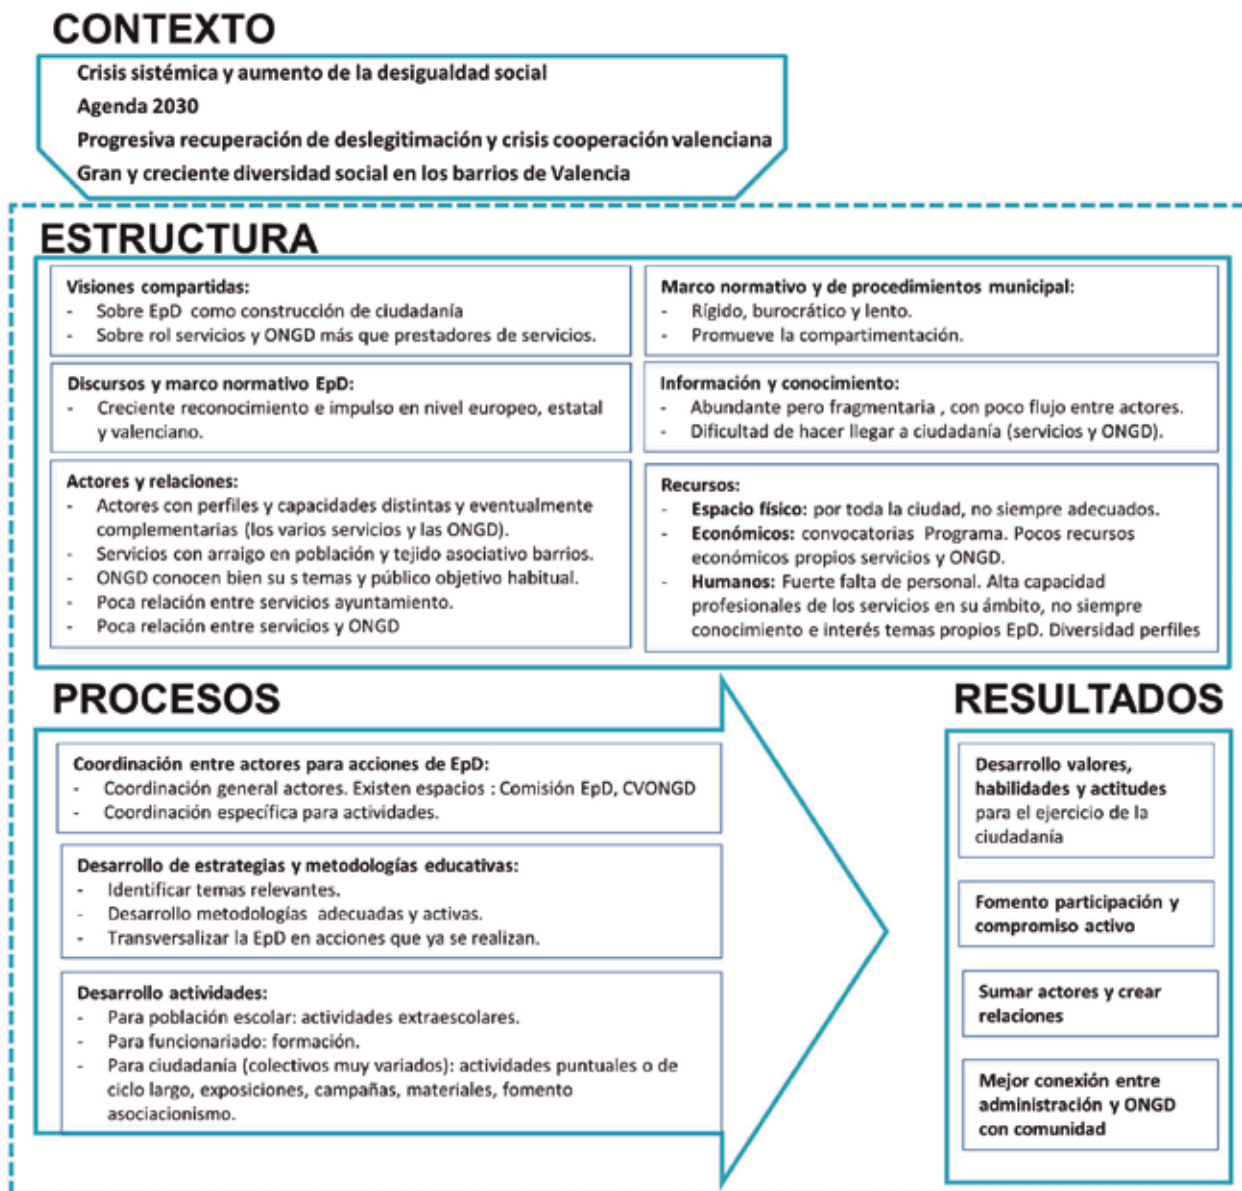 CONTEXTO
Crisis sistémica y aumento de la desigualdad social
Agenda 2030
Progresiva recuperación de deslegitimación y crisis cooperación valenciana
Gran y creciente diversidad social en los barrios de Valencia
ESTRUCTURA
Visiones compartidas:
- Sobre EpD como construcción de ciudadanía
- Sobre rol servicios y ONGD más que prestadores de servicios.
Discursos y marco normativo EpD:
- Creciente reconocimiento e impulso en nivel europeo, estatal
y valenciano.
Actores y relaciones:
- Actores con perfiles y capacidades distintas y eventualmente
complementarias (los varios servicios y las ONGD).
- Servicios con arraigo en población y tejido asociativo barrios.
- ONGD conocen bien su s temas y público objetivo habitual.
- Poca relación entre servicios ayuntamiento.
- Poca relación entre servicios y ONGD
Marco normativo y de procedimientos municipal:
- Rígido, burocrático y lento.
- Promueve la compartimentación.
Información y conocimiento:
- Abundante pero fragmentaria , con poco flujo entre actores.
- Dificultad de hacer llegar a ciudadanía (servicios y ONGD).
Recursos:
- Espacio físico: por toda la ciudad, no siempre adecuados.
- Económicos: convocatorias Programa. Pocos recursos
económicos propios servicios y ONGD.
- Humanos: Fuerte falta de personal. Alta capacidad
profesionales de los servicios en su ámbito, no siempre
conocimiento e interés temas propios EpD. Diversidad perfiles
PROCESOS
Coordinación entre actores para acciones de EpD:
- Coordinación general actores. Existen espacios : Comisión EpD, CVONGD
- Coordinación específica para actividades.
Desarrollo de estrategias y metodologías educativas:
- Identificar temas relevantes.
- Desarrollo metodologías adecuadas y activas.
- Transversalizar la EpD en acciones que ya se realizan.
Desarrollo actividades:
- Para población escolar: actividades extraescolares.
- Para funcionariado: formación.
- Para ciudadanía (colectivos muy variados): actividades puntuales o de
ciclo largo, exposiciones, campañas, materiales, fomento
asociacionismo.
RESULTADOS
Desarrollo valores,
habilidades y actitudes
para el ejercicio de la
ciudadanía
Fomento participación y
compromiso activo
Sumar actores y crear
relaciones
Mejor conexión entre
administración y ONGD
con comunidad